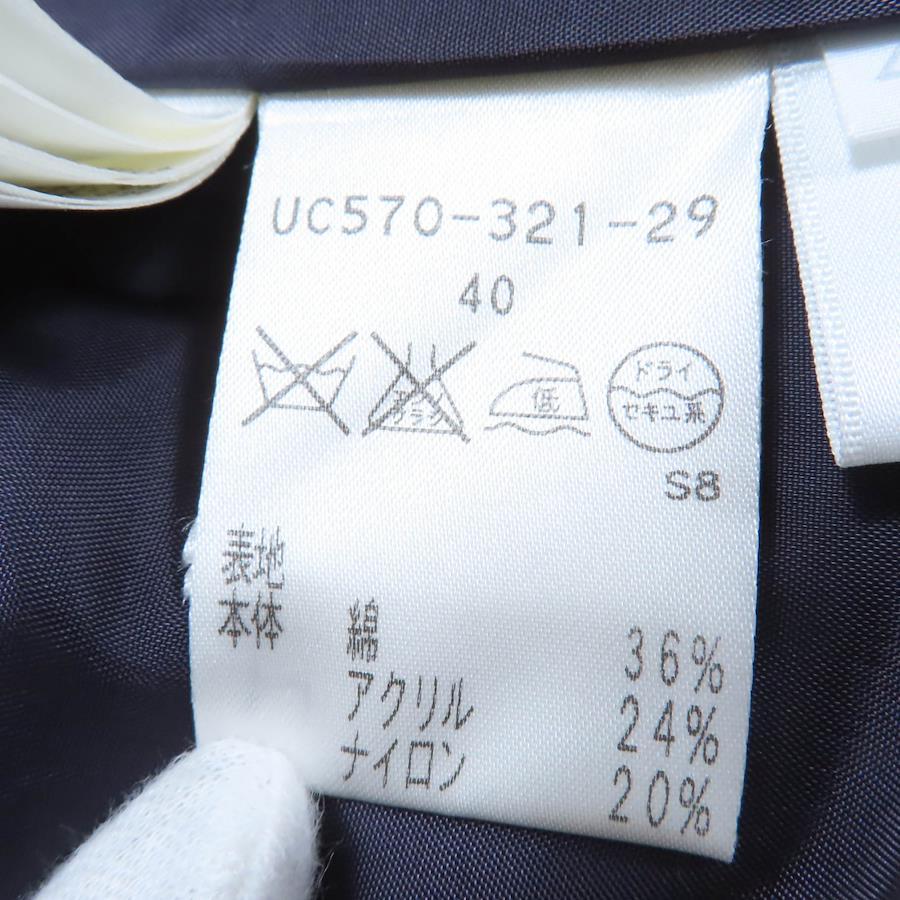 UC570-321-29
40
低
ドライ
セキユ系
S8
表地
本体
綿 36%
アクリル 24%
ナイロン 20%